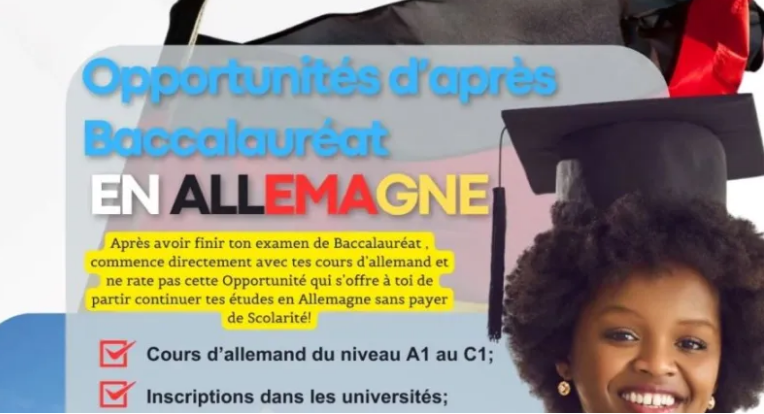 Opportunités d'après
Baccalauréat
EN ALLEMAGNE
Après avoir finir ton examen de Baccalauréat ,
commence directement avec tes cours d'allemand et
ne rate pas cette Opportunité qui s'offre à toi de
partir continuer tes études en Allemagne sans payer
de Scolarité!
Cours d'allemand du niveau A1 au C1;
Inscriptions dans les universités;